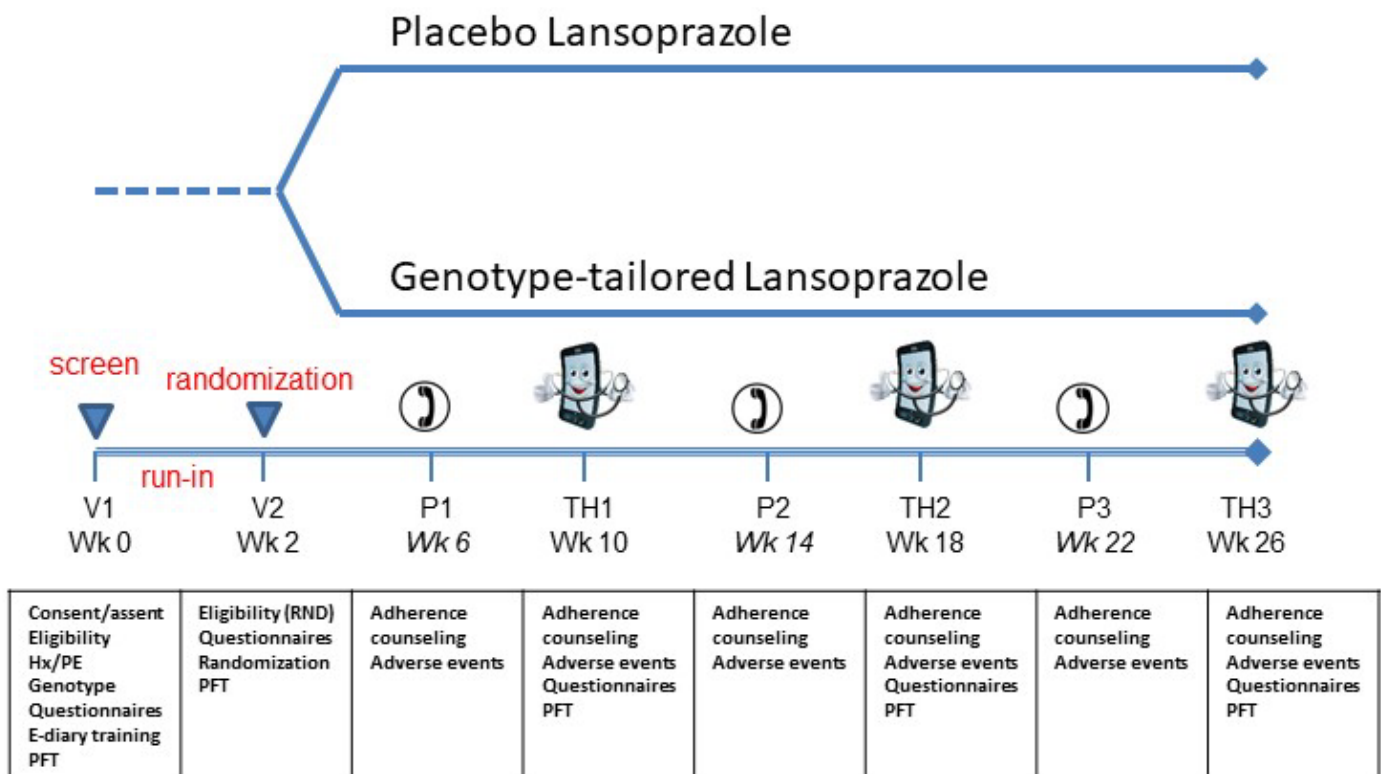 Placebo Lansoprazole
Genotype-tailored Lansoprazole
screen
randomization
run-in
V1
Wk 0
V2
Wk 2
P1
Wk 6
TH1
Wk 10
P2
Wk 14
TH2
Wk 18
P3
Wk 22
TH3
Wk 26
Consent/assent
Eligibility
Hx/PE
Genotype
Questionnaires
E-diary training
PFT
Eligibility (RND)
Questionnaires
Randomization
PFT
Adherence
counseling
Adverse events
Adherence
counseling
Adverse events
Questionnaires
PFT
Adherence
counseling
Adverse events
Adherence
counseling
Adverse events
Questionnaires
PFT
Adherence
counseling
Adverse events
Adherence
counseling
Adverse events
Questionnaires
PFT